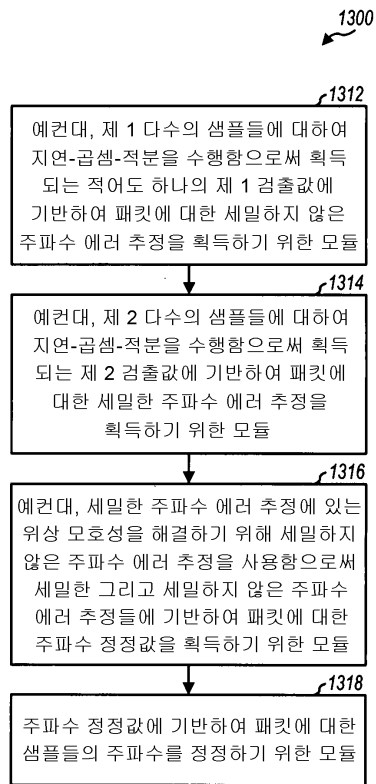 1300
1312
예컨대, 제 1 다수의 샘플들에 대하여
지연-곱셈-적분을 수행함으로써 획득
되는 적어도 하나의 제 1 검출값에
기반하여 패킷에 대한 세밀하지 않은
주파수 에러 추정을 획득하기 위한 모듈
1314
예컨대, 제 2 다수의 샘플들에 대하여
지연-곱셈-적분을 수행함으로써 획득
되는 제 2 검출값에 기반하여 패킷에
대한 세밀한 주파수 에러 추정을
획득하기 위한 모듈
1316
예컨대, 세밀한 주파수 에러 추정에 있는
위상 모호성을 해결하기 위해 세밀하지
않은 주파수 에러 추정을 사용함으로써
세밀한 그리고 세밀하지 않은 주파수
에러 추정들에 기반하여 패킷에 대한
주파수 정정값을 획득하기 위한 모듈
1318
주파수 정정값에 기반하여 패킷에 대한
샘플들의 주파수를 정정하기 위한 모듈